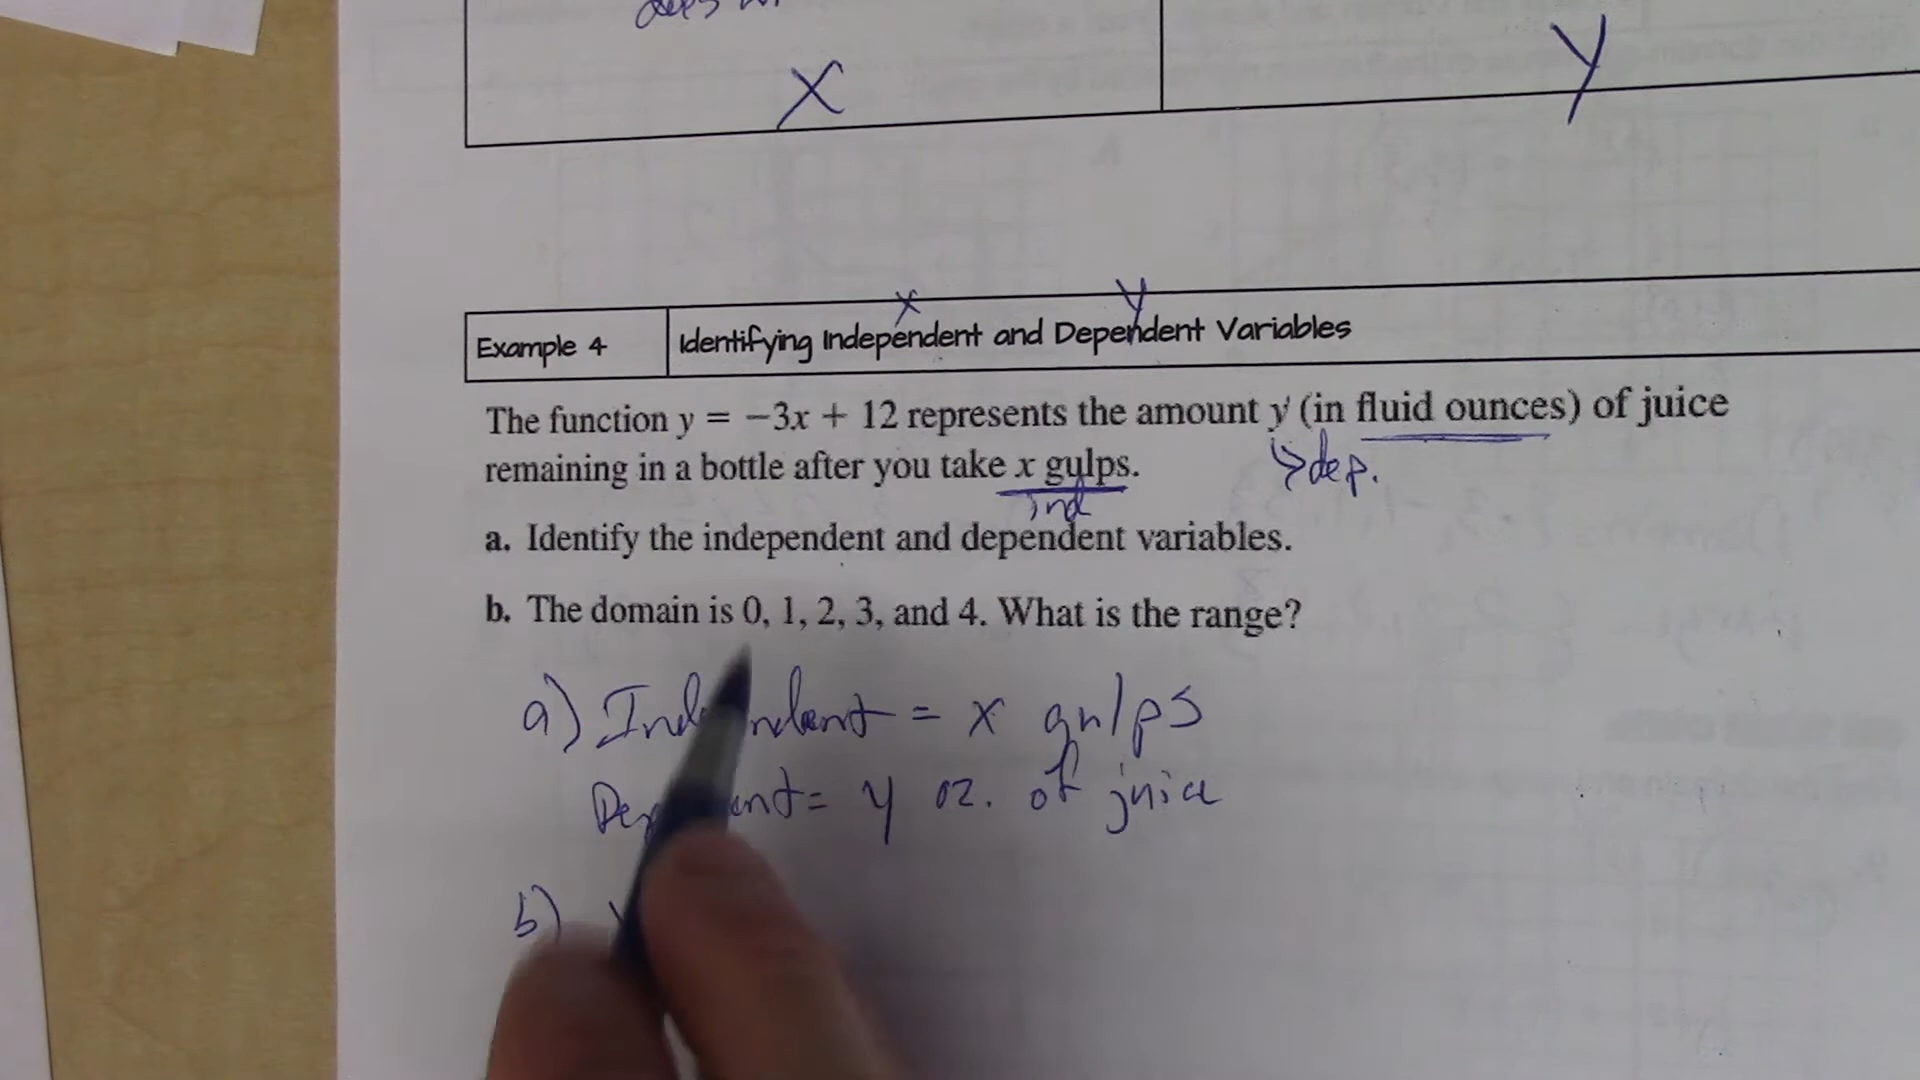 x
y
x
y
Example 4
Identifying Independent and Dependent Variables
The function y = −3x + 12 represents the amount y (in fluid ounces) of juice
remaining in a bottle after you take x gulps.
dep.
ind
a. Identify the independent and dependent variables.
b. The domain is 0, 1, 2, 3, and 4. What is the range?
a) = x gulps
= y oz. of juice
b)